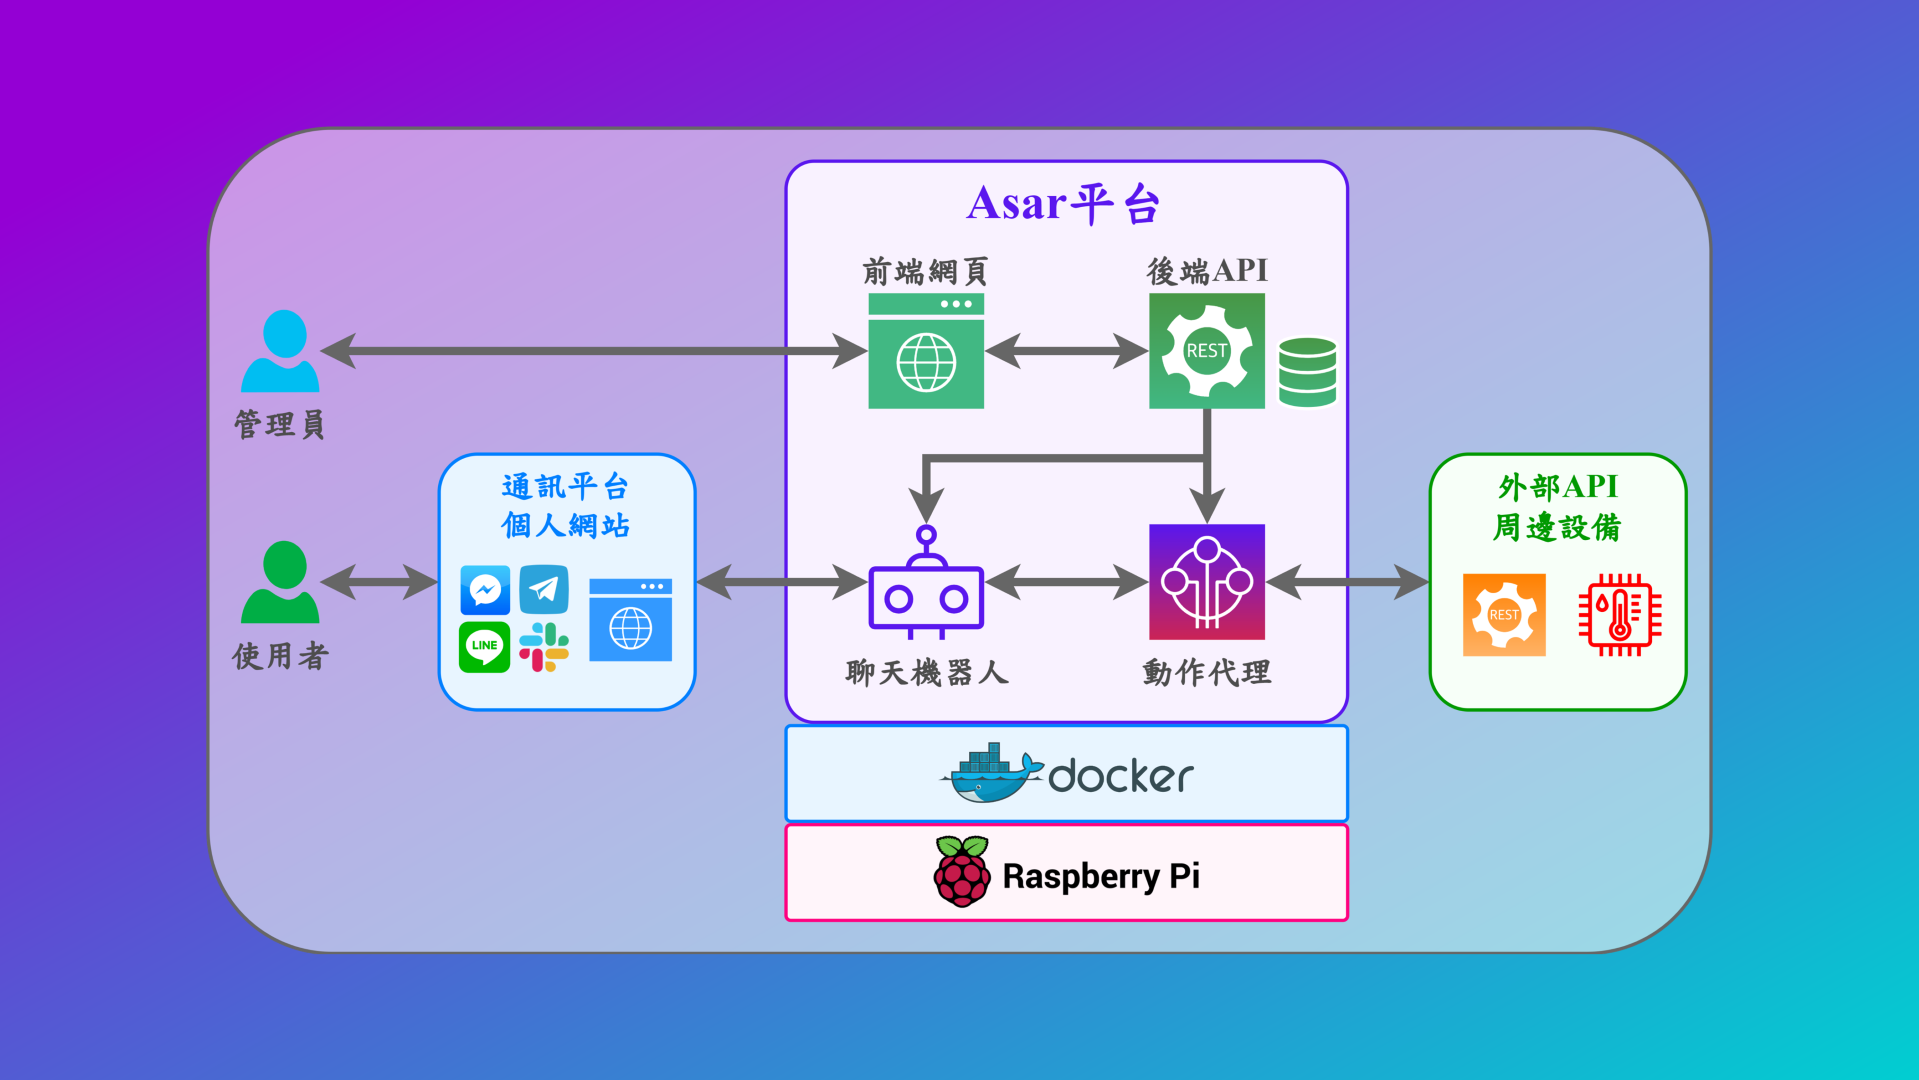 Asar平台
前端網頁
後端API
REST
管理員
通訊平台
個人網站
LINE
使用者
聊天機器人
動作代理
外部API
周邊設備
REST
docker
Raspberry Pi